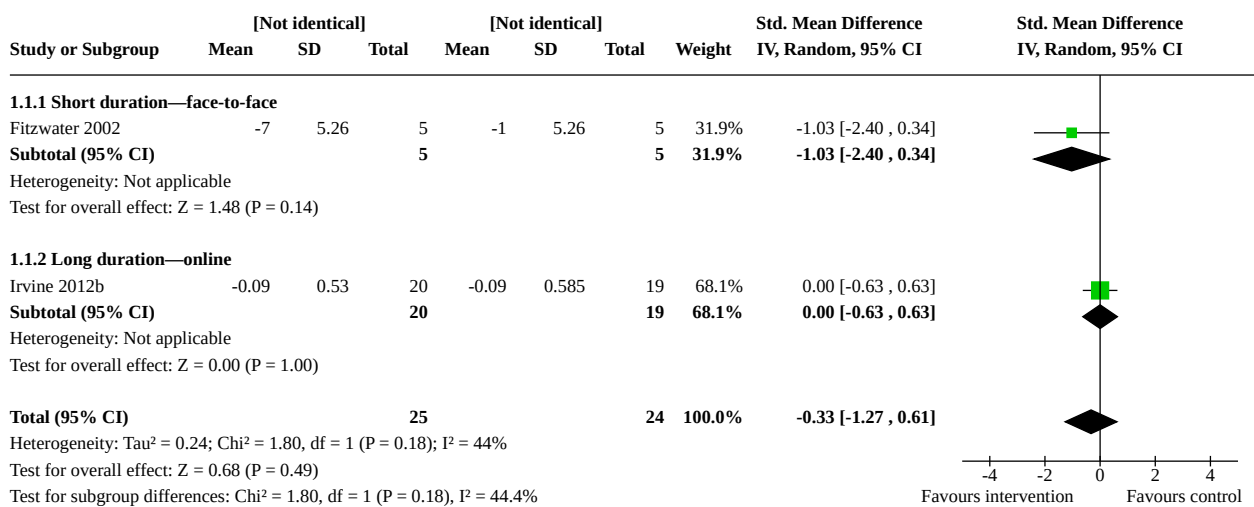 [Not identical] [Not identical] Std. Mean Difference Std. Mean Difference
Study or Subgroup Mean SD Total Mean SD Total Weight IV, Random, 95% CI IV, Random, 95% CI
1.1.1 Short duration—face-to-face
Fitzwater 2002 -7 5.26 5 -1 5.26 5 31.9% -1.03 [-2.40 , 0.34]
Subtotal (95% CI) 5 5 31.9% -1.03 [-2.40 , 0.34]
Heterogeneity: Not applicable
Test for overall effect: Z = 1.48 (P = 0.14)
1.1.2 Long duration—online
Irvine 2012b -0.09 0.53 20 -0.09 0.585 19 68.1% 0.00 [-0.63 , 0.63]
Subtotal (95% CI) 20 19 68.1% 0.00 [-0.63 , 0.63]
Heterogeneity: Not applicable
Test for overall effect: Z = 0.00 (P = 1.00)
Total (95% CI) 25 24 100.0% -0.33 [-1.27 , 0.61]
Heterogeneity: Tau² = 0.24; Chi² = 1.80, df = 1 (P = 0.18); I² = 44%
Test for overall effect: Z = 0.68 (P = 0.49) -4 -2 0 2 4
Test for subgroup differences: Chi² = 1.80, df = 1 (P = 0.18), I² = 44.4% Favours intervention Favours control